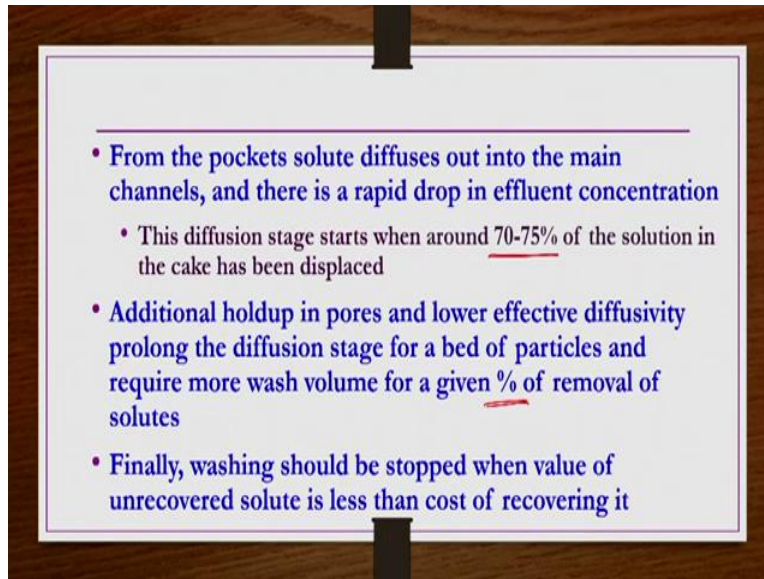 • From the pockets solute diffuses out into the main
channels, and there is a rapid drop in effluent concentration
• This diffusion stage starts when around 70-75% of the solution in
the cake has been displaced
• Additional holdup in pores and lower effective diffusivity
prolong the diffusion stage for a bed of particles and
require more wash volume for a given % of removal of
solutes
• Finally, washing should be stopped when value of
unrecovered solute is less than cost of recovering it